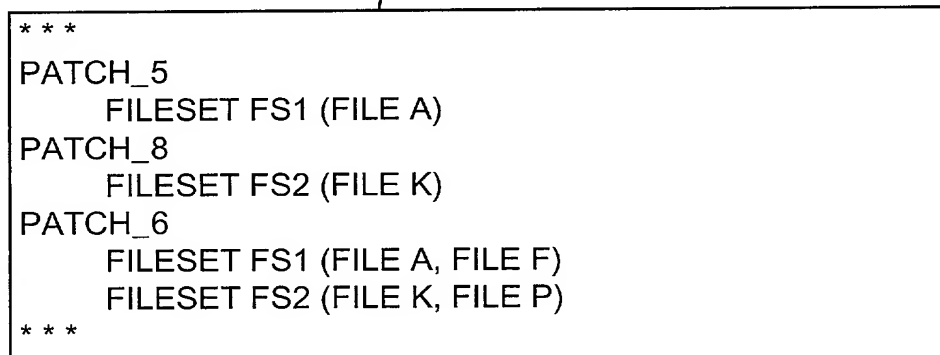 * * *
PATCH_5
FILESET FS1 (FILE A)
PATCH_8
FILESET FS2 (FILE K)
PATCH_6
FILESET FS1 (FILE A, FILE F)
FILESET FS2 (FILE K, FILE P)
* * *